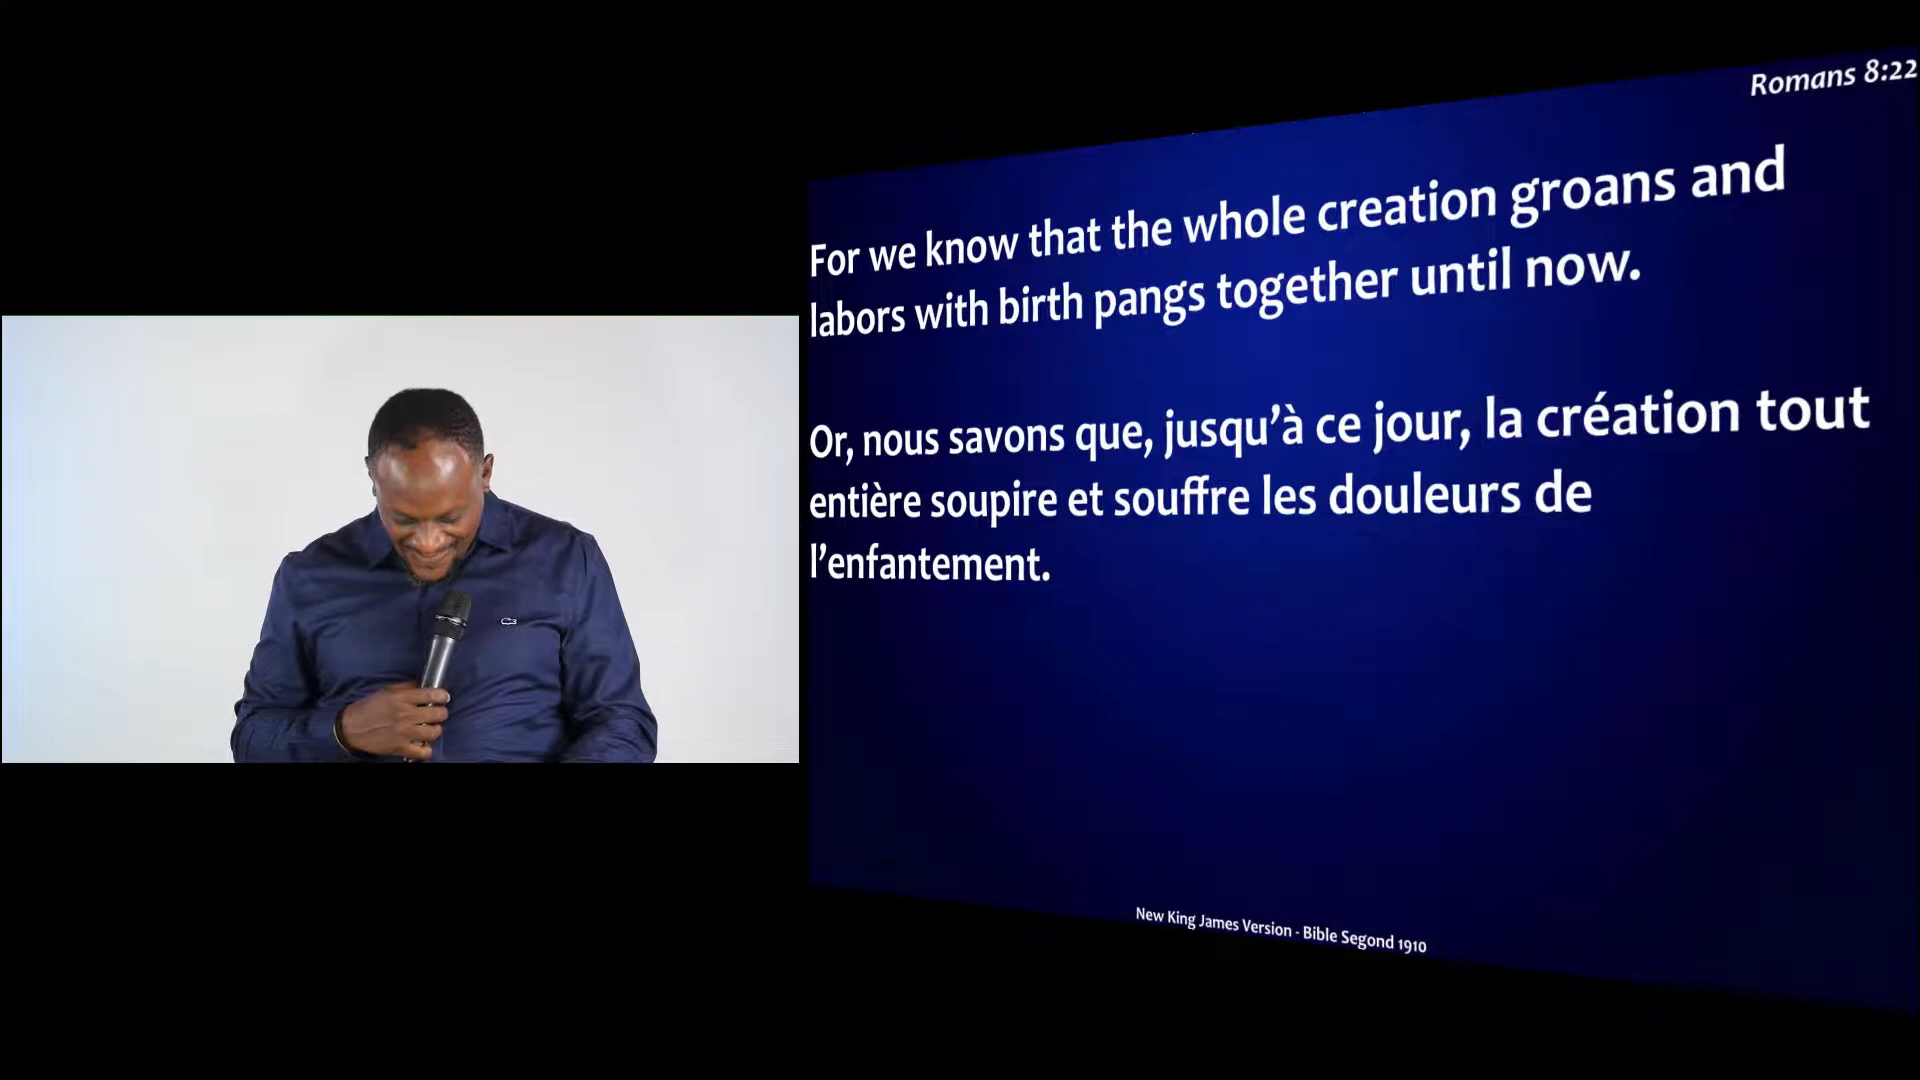 Romans 8:22
For we know that the whole creation groans and
labors with birth pangs together until now.
Or, nous savons que, jusqu’à ce jour, la création tout
entière soupire et souffre les douleurs de
l’enfantement.
New King James Version - Bible Segond 1910